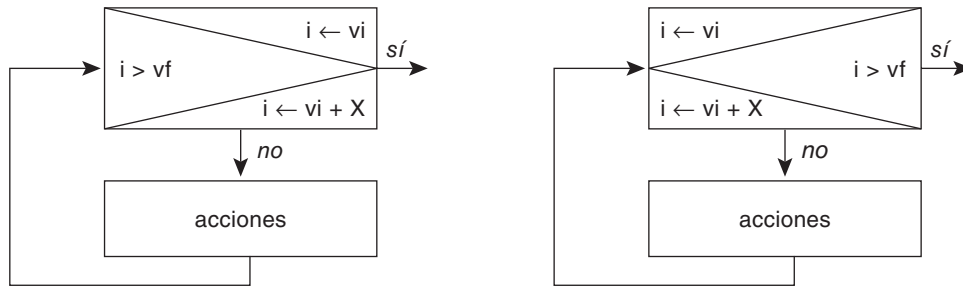 i ← vi
sí
i > vf
i ← vi + X
no
acciones
i ← vi
sí
i > vf
i ← vi + X
no
acciones